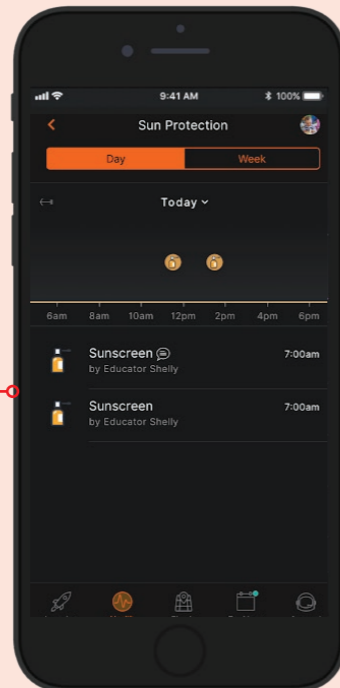 9:41 AM
100%
Sun Protection
Day
Week
Today
6am 8am 10am 12pm 2pm 4pm 6pm
Sunscreen
7:00am
by Educator Shelly
Sunscreen
7:00am
by Educator Shelly